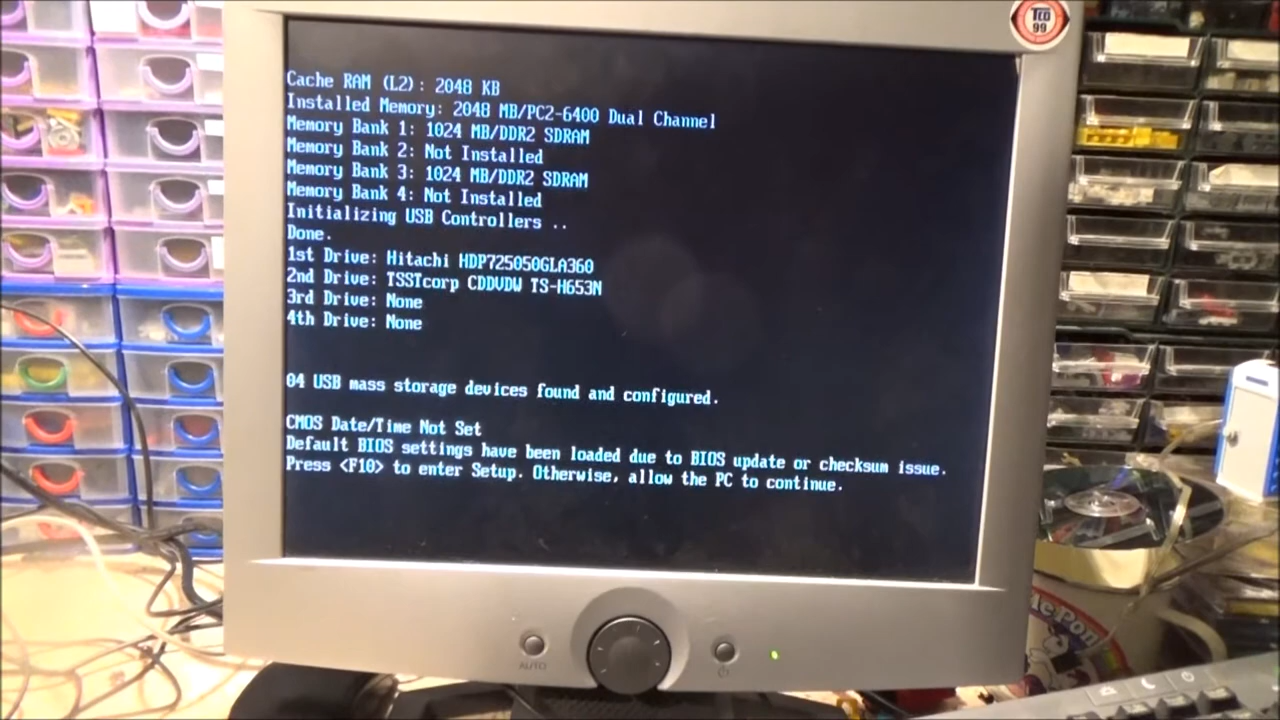 TCO
99
Cache RAM (L2): 2048 KB
Installed Memory: 2048 MB/PC2-6400 Dual Channel
Memory Bank 1: 1024 MB/DDR2 SDRAM
Memory Bank 2: Not Installed
Memory Bank 3: 1024 MB/DDR2 SDRAM
Memory Bank 4: Not Installed
Initializing USB Controllers ..
Done.
1st Drive: Hitachi HDP725050GLA360
2nd Drive: TSSTcorp CDDVDW TS-H653N
3rd Drive: None
4th Drive: None
04 USB mass storage devices found and configured.
CMOS Date/Time Not Set
Default BIOS settings have been loaded due to BIOS update or checksum issue.
Press <F10> to enter Setup. Otherwise, allow the PC to continue.
AUTO